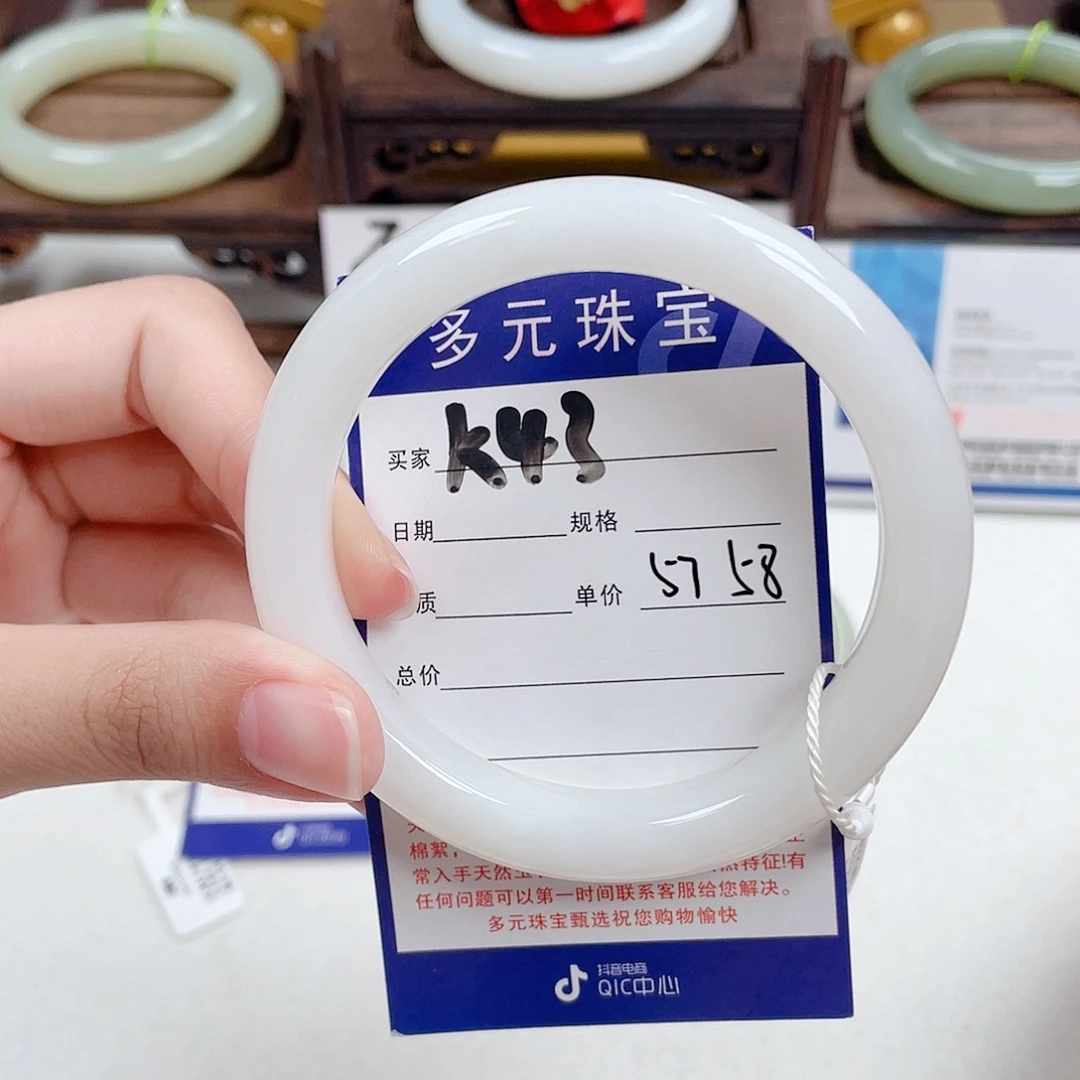 多元珠宝
买家 K43
日期 规格
质 单价 57 58
总价
棉絮，
常入手天然玉 然特征!有
任何问题可以第一时间联系客服给您解决。
多元珠宝甄选祝您购物愉快
抖音电商
QIC中心